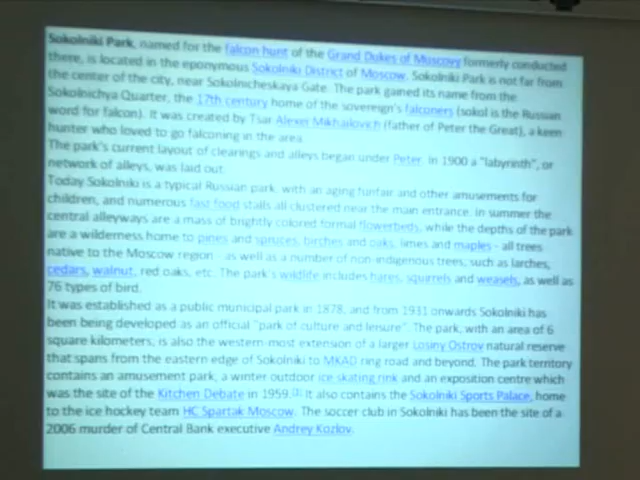 Sokolniki Park, named for the falcon hunt of the Grand Dukes of Muscovy formerly conducted
there, is located in the eponymous Sokolniki District of Moscow. Sokolniki Park is not far from
the center of the city, near Sokolnicheskaya Gate. The park gained its name from the
Sokolnichya Quarter, the 17th century home of the sovereign's falconers (sokol is the Russian
word for falcon). It was created by Tsar Alexei Mikhailovich (father of Peter the Great), a keen
hunter who loved to go falconing in the area.
The park's current layout of clearings and alleys began under Peter. In 1900 a "labyrinth", or
network of alleys, was laid out.
Today Sokolniki is a typical Russian park, with an aging funfair and other amusements for
children, and numerous fast food stalls all clustered near the main entrance. In summer the
central alleyways are a mass of brightly colored formal flowerbeds, while the depths of the park
are a wilderness home to pines and spruces, birches and oaks, limes and maples - all trees
native to the Moscow region - as well as a number of non-indigenous trees, such as larches,
cedars, walnut, red oaks, etc. The park's wildlife includes hares, squirrels and weasels, as well as
76 types of bird.
It was established as a public municipal park in 1878, and from 1931 onwards Sokolniki has
been being developed as an official "park of culture and leisure". The park, with an area of 6
square kilometers, is also the western-most extension of a larger Losiny Ostrov natural reserve
that spans from the eastern edge of Sokolniki to MKAD ring road and beyond. The park territory
contains an amusement park, a winter outdoor ice skating rink and an exposition centre which
was the site of the Kitchen Debate in 1959.[1] It also contains the Sokolniki Sports Palace, home
to the ice hockey team HC Spartak Moscow. The soccer club in Sokolniki has been the site of a
2006 murder of Central Bank executive Andrey Kozlov.